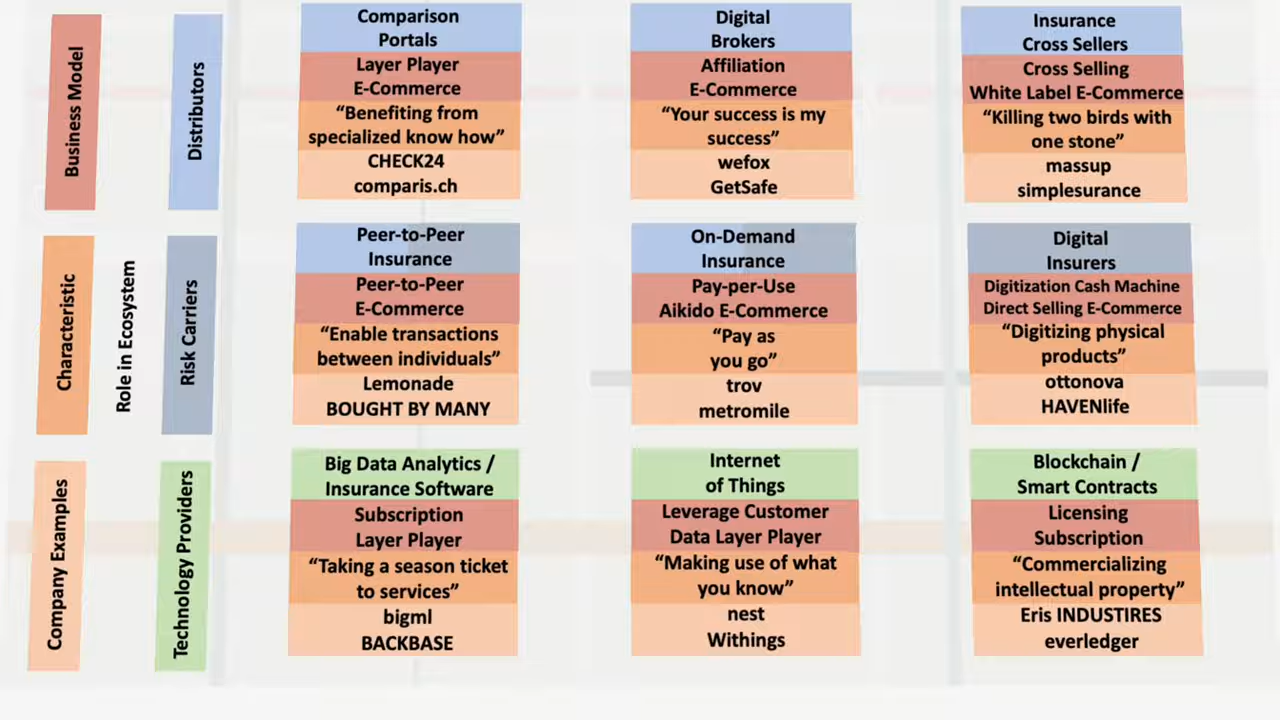 Business Model
Distributors
Characteristic
Role in Ecosystem
Risk Carriers
Company Examples
Technology Providers
Comparison
Portals
Layer Player
E-Commerce
“Benefiting from
specialized know how”
CHECK24
comparis.ch
Digital
Brokers
Affiliation
E-Commerce
“Your success is my
success”
wefox
GetSafe
Insurance
Cross Sellers
Cross Selling
White Label E-Commerce
“Killing two birds with
one stone”
massup
simplesurance
Peer-to-Peer
Insurance
Peer-to-Peer
E-Commerce
“Enable transactions
between individuals”
Lemonade
BOUGHT BY MANY
On-Demand
Insurance
Pay-per-Use
Aikido E-Commerce
“Pay as
you go”
trov
metromile
Digital
Insurers
Digitization Cash Machine
Direct Selling E-Commerce
“Digitizing physical
products”
ottonova
HAVENlife
Big Data Analytics /
Insurance Software
Subscription
Layer Player
“Taking a season ticket
to services”
bigml
BACKBASE
Internet
of Things
Leverage Customer
Data Layer Player
“Making use of what
you know”
nest
Withings
Blockchain /
Smart Contracts
Licensing
Subscription
“Commercializing
intellectual property”
Eris INDUSTIRES
everledger